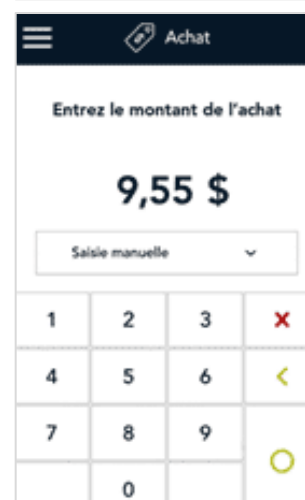 Achat
Entrez le montant de l'achat
9,55 $
Saisie manuelle
1 2 3
4 5 6
7 8 9
0